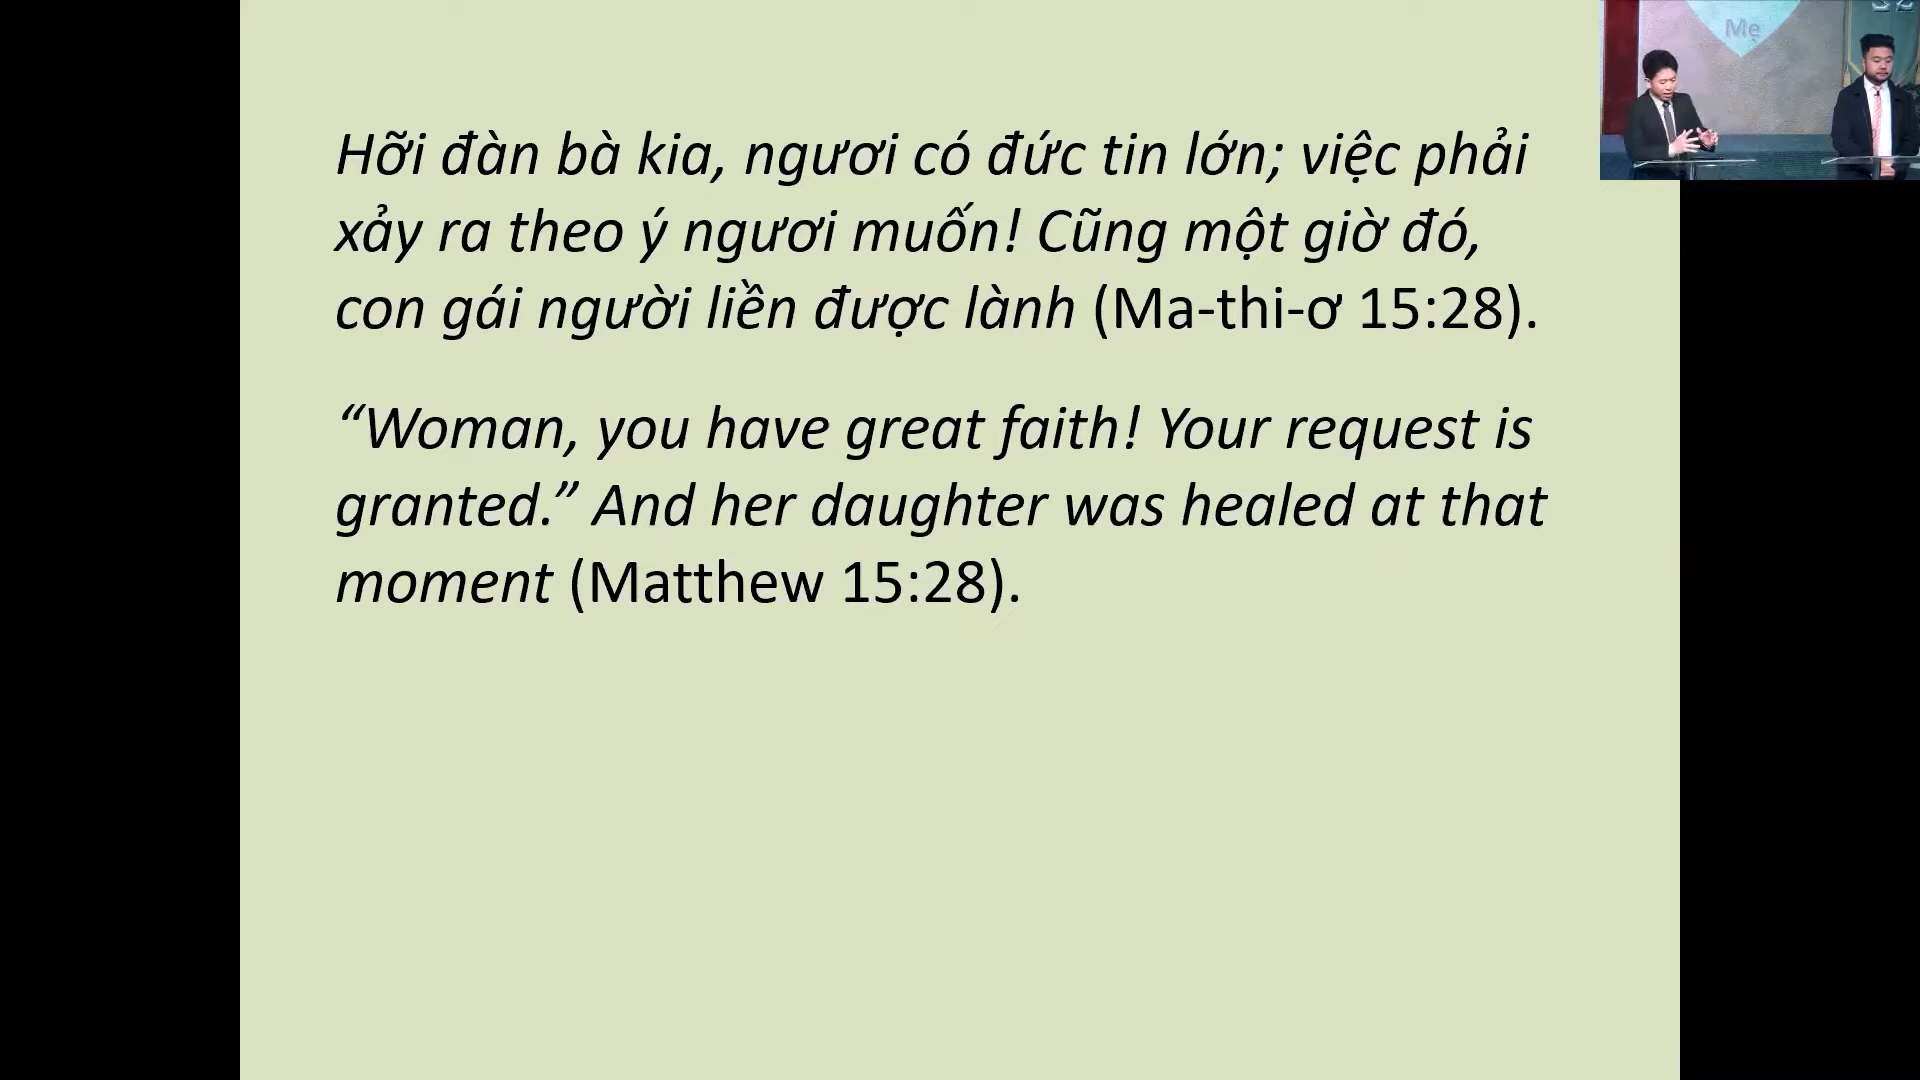 Mẹ
Hỡi đàn bà kia, ngươi có đức tin lớn; việc phải
xảy ra theo ý ngươi muốn! Cũng một giờ đó,
con gái người liền được lành (Ma-thi-ơ 15:28).
“Woman, you have great faith! Your request is
granted.” And her daughter was healed at that
moment (Matthew 15:28).